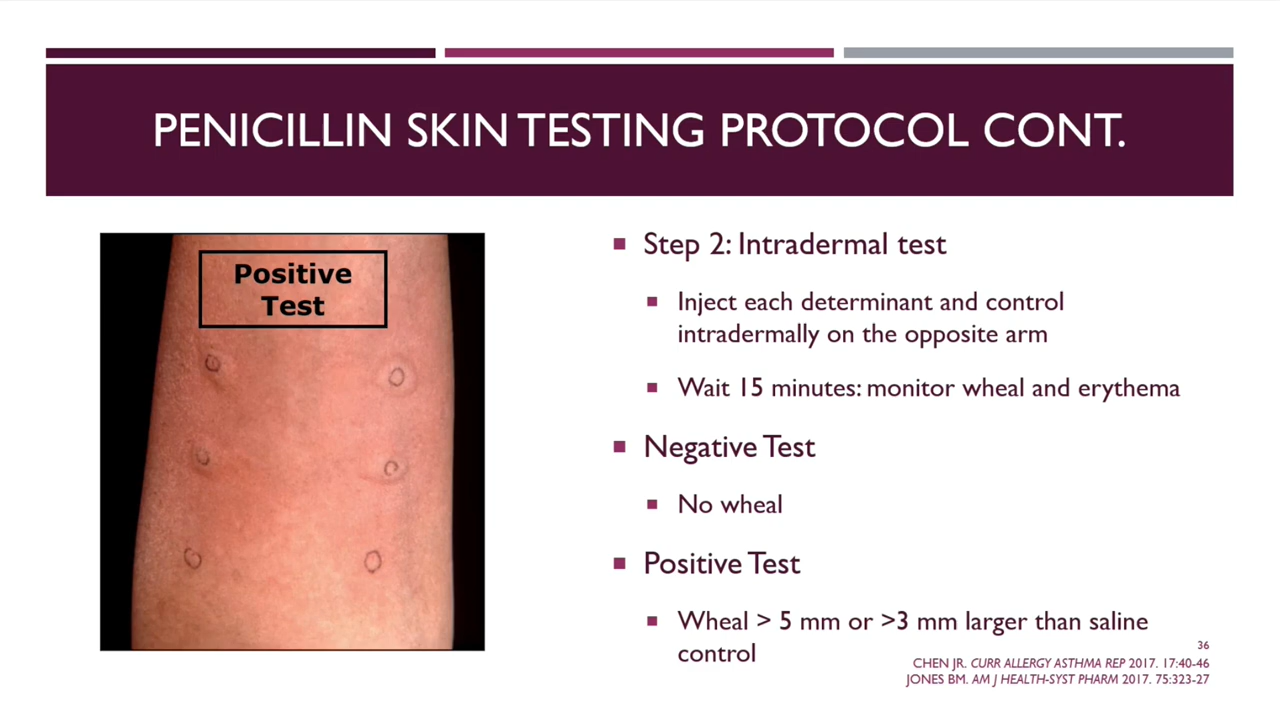 PENICILLIN SKIN TESTING PROTOCOL CONT.
Positive
Test
Step 2: Intradermal test
Inject each determinant and control
intradermally on the opposite arm
Wait 15 minutes: monitor wheal and erythema
Negative Test
No wheal
Positive Test
Wheal > 5 mm or >3 mm larger than saline
control
36
CHEN JR. CURR ALLERGY ASTHMA REP 2017. 17:40-46
JONES BM. AM J HEALTH-SYST PHARM 2017. 75:323-27